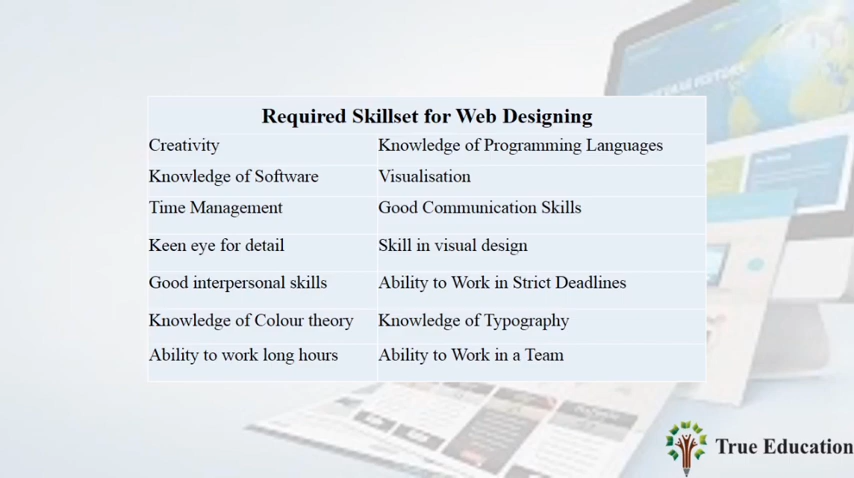 Required Skillset for Web Designing
Creativity Knowledge of Programming Languages
Knowledge of Software Visualisation
Time Management Good Communication Skills
Keen eye for detail Skill in visual design
Good interpersonal skills Ability to Work in Strict Deadlines
Knowledge of Colour theory Knowledge of Typography
Ability to work long hours Ability to Work in a Team
True Education